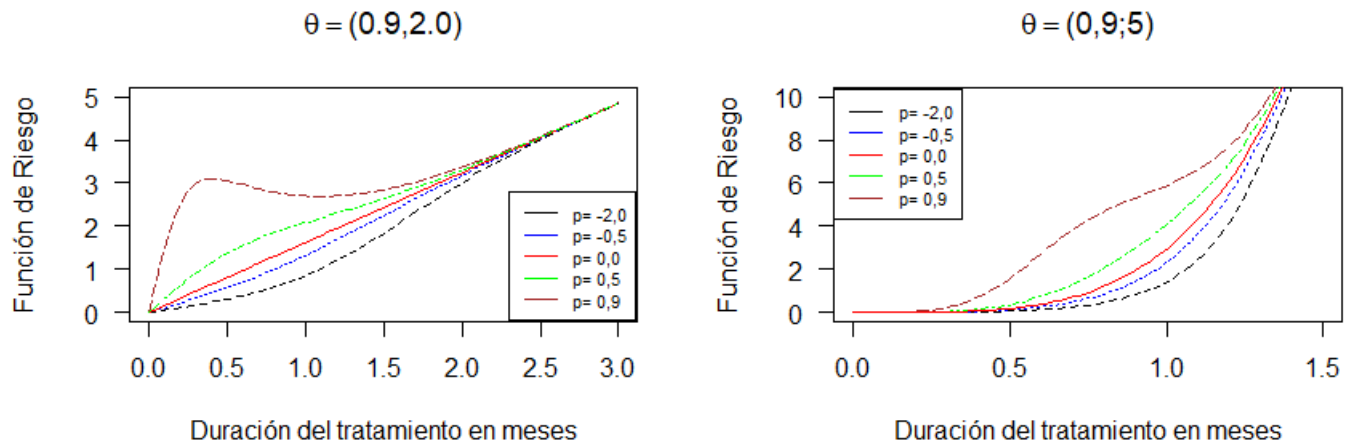 θ = (0.9,2.0)
Función de Riesgo
5
4
3
2
1
0
p= -2,0
p= -0,5
p= 0,0
p= 0,5
p= 0,9
0.0 0.5 1.0 1.5 2.0 2.5 3.0
Duración del tratamiento en meses
θ = (0,9;5)
Función de Riesgo
10
8
6
4
2
0
p= -2,0
p= -0,5
p= 0,0
p= 0,5
p= 0,9
0.0 0.5 1.0 1.5
Duración del tratamiento en meses